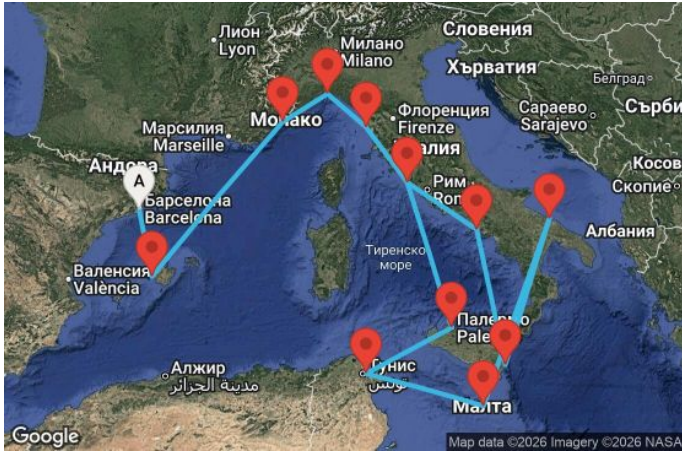 Словения
Лион
Lyon
Милано
Milano
Хърватия
Белград
Монако
Флоренция
Firenze
Сараево
Sarajevo
Сърби
Марсилия
Marseille
алия
Косов
Андора
A
Рим
Скопие
Барселона
Barcelona
Албания
Тиренско
море
Валенсия
València
Палермо
Алжир
مدينة الجزائر
Тунис
تونس
Малта
Google
Map data ©2026 Imagery ©2026 NASA